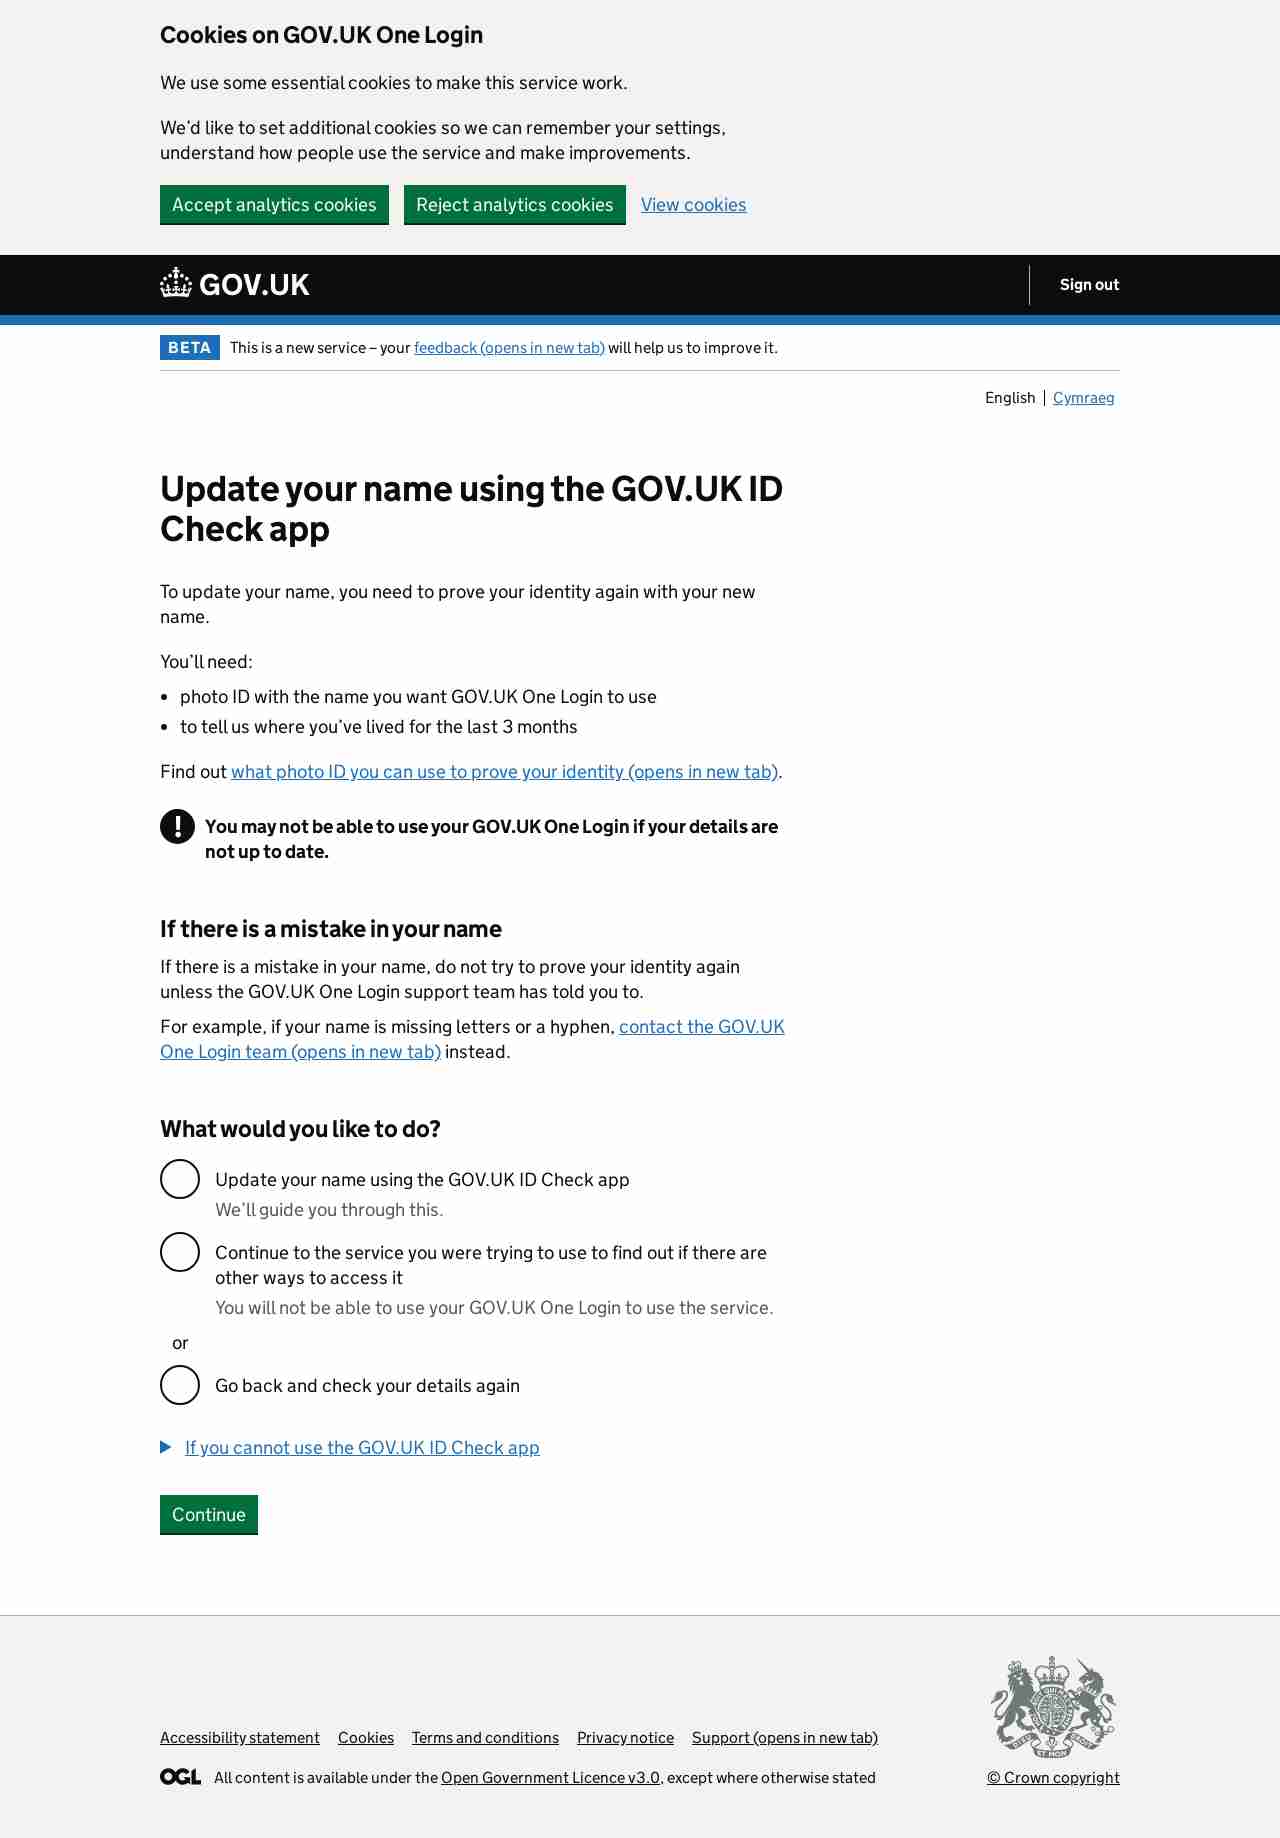 Cookies on GOV.UK One Login
We use some essential cookies to make this service work.
We’d like to set additional cookies so we can remember your settings,
understand how people use the service and make improvements.
Accept analytics cookies Reject analytics cookies View cookies
GOV.UK Sign out
BETA This is a new service – your feedback (opens in new tab) will help us to improve it.
English Cymraeg
Update your name using the GOV.UK ID
Check app
To update your name, you need to prove your identity again with your new
name.
You’ll need:
• photo ID with the name you want GOV.UK One Login to use
• to tell us where you’ve lived for the last 3 months
Find out what photo ID you can use to prove your identity (opens in new tab).
! You may not be able to use your GOV.UK One Login if your details are
not up to date.
If there is a mistake in your name
If there is a mistake in your name, do not try to prove your identity again
unless the GOV.UK One Login support team has told you to.
For example, if your name is missing letters or a hyphen, contact the GOV.UK
One Login team (opens in new tab) instead.
What would you like to do?
Update your name using the GOV.UK ID Check app
We’ll guide you through this.
Continue to the service you were trying to use to find out if there are
other ways to access it
You will not be able to use your GOV.UK One Login to use the service.
or
Go back and check your details again
If you cannot use the GOV.UK ID Check app
Continue
Accessibility statement Cookies Terms and conditions Privacy notice Support (opens in new tab)
OGL All content is available under the Open Government Licence v3.0, except where otherwise stated
© Crown copyright